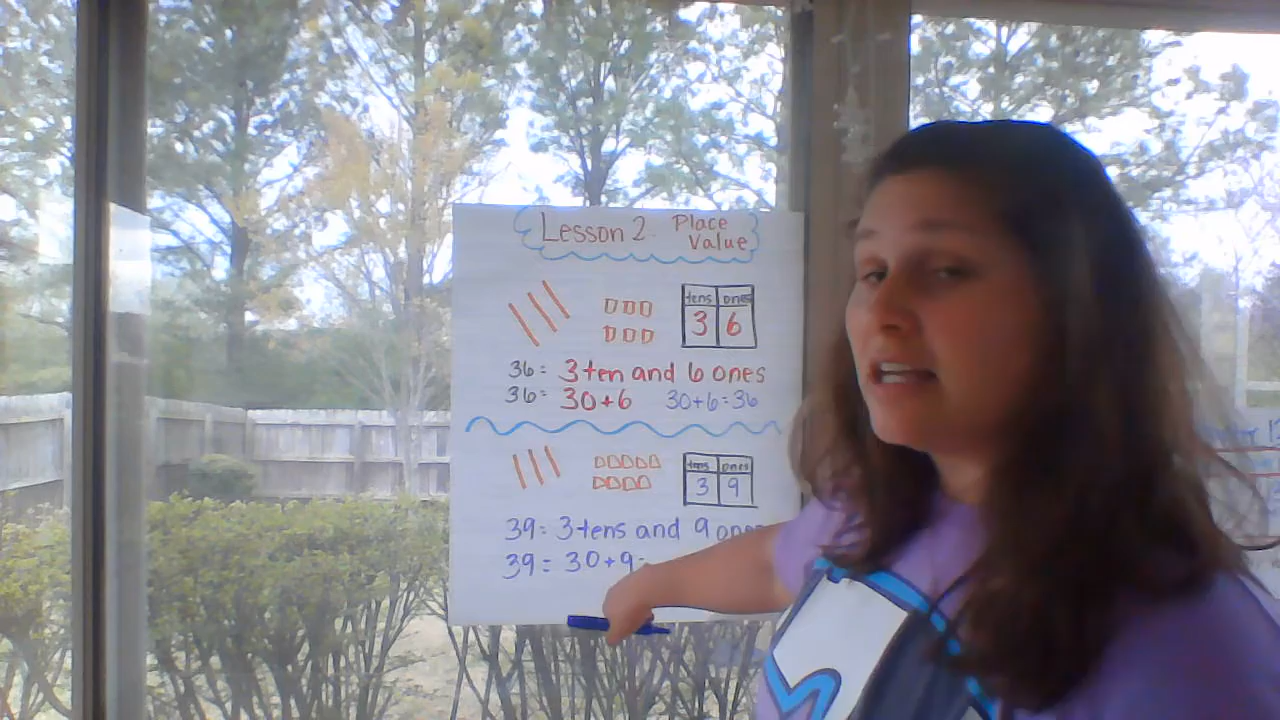 Lesson 2 Place
Value
tens ones
3 6
36 = 3 ten and 6 ones
36 = 30 + 6 30 + 6 = 36
tens ones
3 9
39 = 3 tens and 9 ones
39 = 30 + 9 =